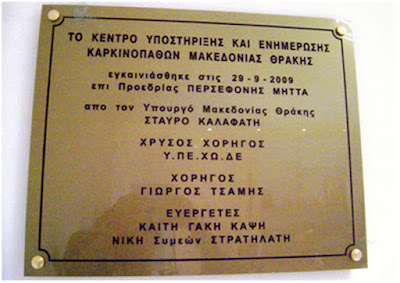 ΤΟ ΚΕΝΤΡΟ ΥΠΟΣΤΗΡΙΞΗΣ ΚΑΙ ΕΝΗΜΕΡΩΣΗΣ
ΚΑΡΚΙΝΟΠΑΘΩΝ ΜΑΚΕΔΟΝΙΑΣ ΘΡΑΚΗΣ
εγκαινιάσθηκε στις 29-9-2009
επι Προεδρίας ΠΕΡΣΕΦΟΝΗΣ ΜΗΤΤΑ
απο τον Υπουργό Μακεδονίας Θράκης
ΣΤΑΥΡΟ ΚΑΛΑΦΑΤΗ
ΧΡΥΣΟΣ ΧΟΡΗΓΟΣ
Υ.ΠΕ.ΧΩ.ΔΕ
ΧΟΡΗΓΟΣ
ΓΙΩΡΓΟΣ ΤΣΑΜΗΣ
ΕΥΕΡΓΕΤΕΣ
ΚΑΙΤΗ ΓΑΚΗ ΚΑΨΗ
ΝΙΚΗ Συμεών ΣΤΡΑΤΗΛΑΤΗ